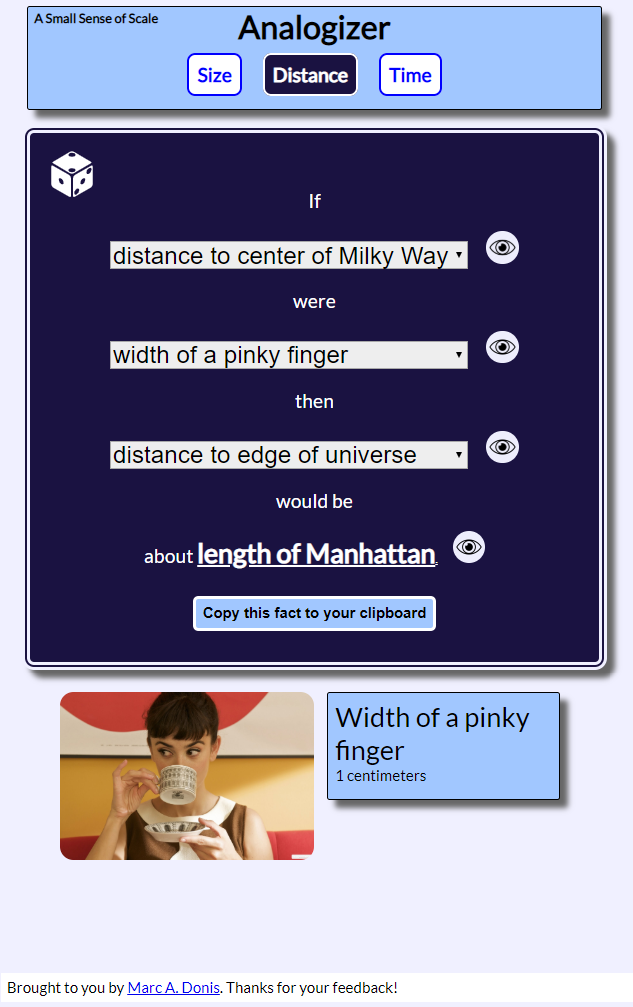 A Small Sense of Scale
Analogizer
Size Distance Time
If
distance to center of Milky Way
were
width of a pinky finger
then
distance to edge of universe
would be
about length of Manhattan.
Copy this fact to your clipboard
Width of a pinky
finger
1 centimeters
Brought to you by Marc A. Donis. Thanks for your feedback!